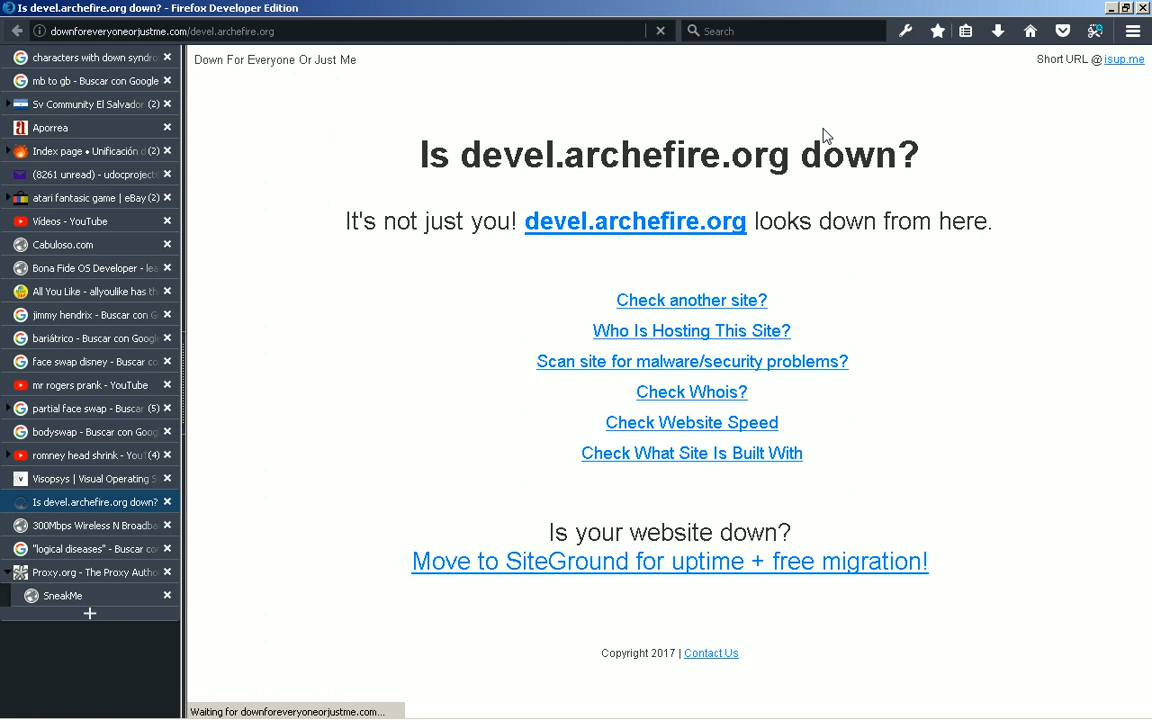 Is devel.archefire.org down? - Firefox Developer Edition
downforeveryoneorjustme.com/devel.archefire.org
Search
characters with down syndro
mb to gb - Buscar con Google
Sv Community El Salvador (2)
Aporrea
Index page • Unificación d (2)
(8261 unread) - udocproject
atari fantasic game | eBay (2)
Vídeos - YouTube
Cabuloso.com
Bona Fide OS Developer - lea
All You Like - allyoulike has th
jimmy hendrix - Buscar con G
bariátrico - Buscar con Google
face swap disney - Buscar co
mr rogers prank - YouTube
partial face swap - Buscar (5)
bodyswap - Buscar con Goog
romney head shrink - YouT (4)
Visopsys | Visual Operating S
Is devel.archefire.org down?
300Mbps Wireless N Broadba
"logical diseases" - Buscar co
Proxy.org - The Proxy Autho
SneakMe
Down For Everyone Or Just Me
Short URL @ isup.me
Is devel.archefire.org down?
It's not just you! devel.archefire.org looks down from here.
Check another site?
Who Is Hosting This Site?
Scan site for malware/security problems?
Check Whois?
Check Website Speed
Check What Site Is Built With
Is your website down?
Move to SiteGround for uptime + free migration!
Copyright 2017 | Contact Us
Waiting for downforeveryoneorjustme.com...